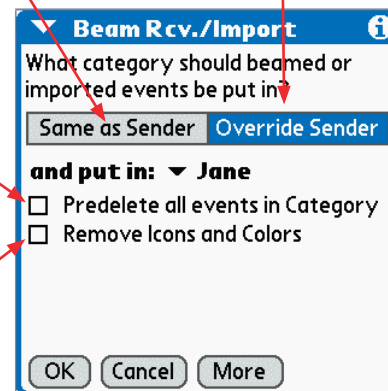 Beam Rcv./Import
What category should beamed or
imported events be put in?
Same as Sender Override Sender
and put in: Jane
Predelete all events in Category
Remove Icons and Colors
OK Cancel More